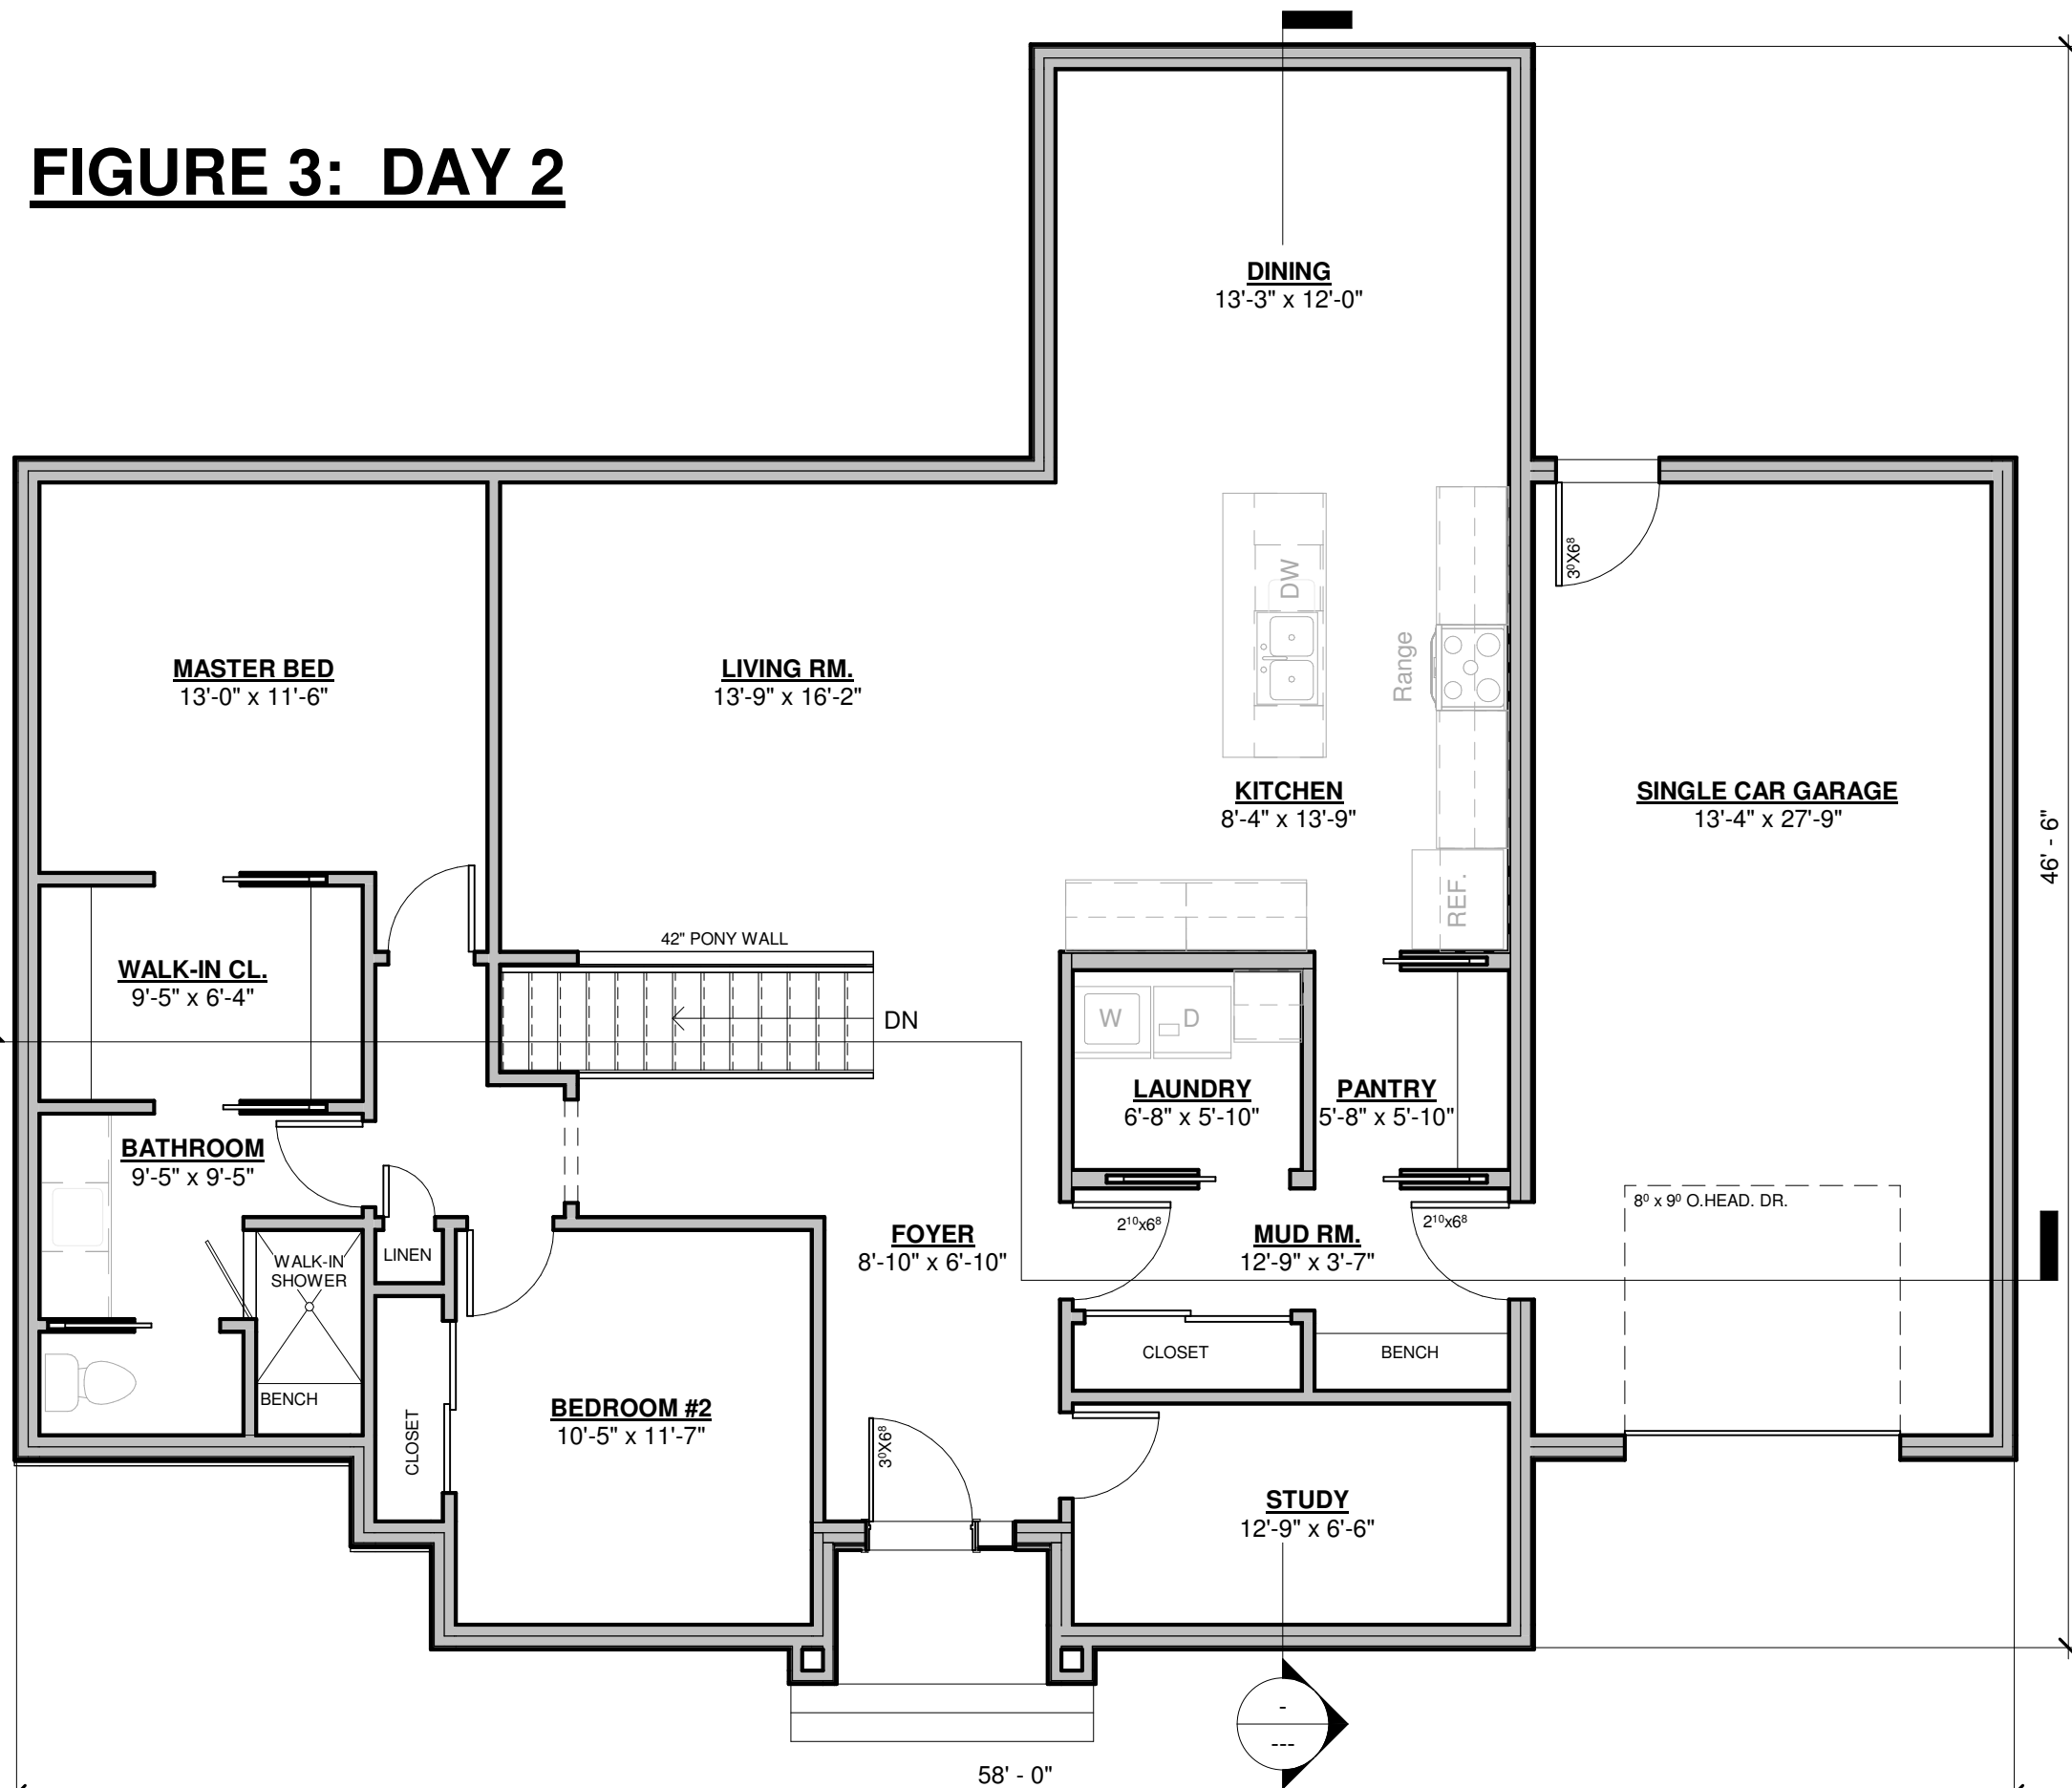 FIGURE 3: DAY 2
DINING
13'-3" x 12'-0"
3⁰X6⁸
DW
Range
MASTER BED
13'-0" x 11'-6"
LIVING RM.
13'-9" x 16'-2"
KITCHEN
8'-4" x 13'-9"
SINGLE CAR GARAGE
13'-4" x 27'-9"
46' - 6"
REF.
42" PONY WALL
WALK-IN CL.
9'-5" x 6'-4"
DN
W
D
LAUNDRY
6'-8" x 5'-10"
PANTRY
5'-8" x 5'-10"
BATHROOM
9'-5" x 9'-5"
8⁰ x 9⁰ O.HEAD. DR.
2¹⁰x6⁸
2¹⁰x6⁸
FOYER
8'-10" x 6'-10"
MUD RM.
12'-9" x 3'-7"
LINEN
WALK-IN
SHOWER
CLOSET
BENCH
BENCH
CLOSET
BEDROOM #2
10'-5" x 11'-7"
3⁰X6⁸
STUDY
12'-9" x 6'-6"
-
---
58' - 0"